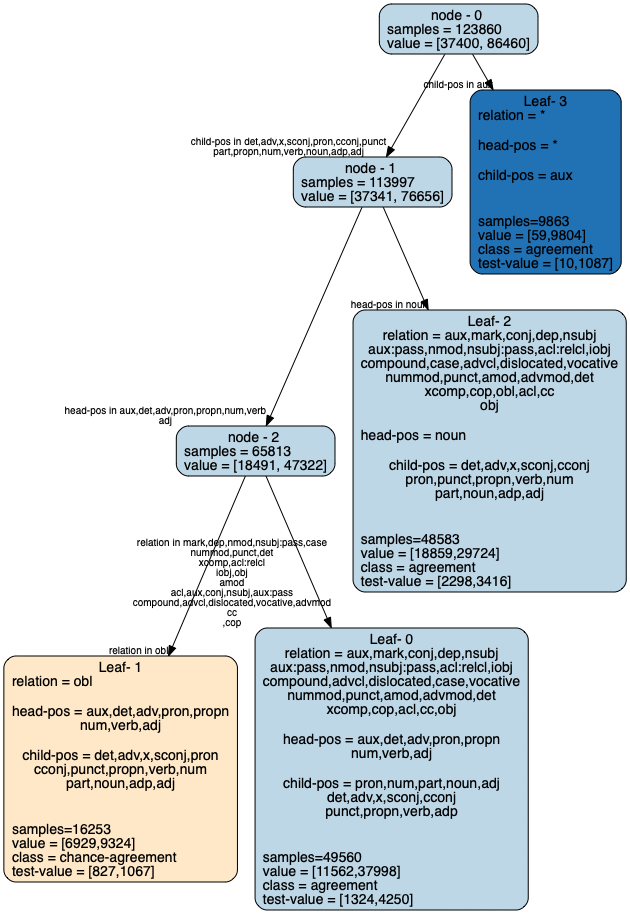 node - 0
samples = 123860
value = [37400, 86460]
child-pos in aux
Leaf- 3
relation = *
head-pos = *
child-pos = aux
samples=9863
value = [59,9804]
class = agreement
test-value = [10,1087]
child-pos in det,adv,x,sconj,pron,cconj,punct
part,propn,num,verb,noun,adp,adj
node - 1
samples = 113997
value = [37341, 76656]
head-pos in noun
Leaf- 2
relation = aux,mark,conj,dep,nsubj
aux:pass,nmod,nsubj:pass,acl:relcl,iobj
compound,case,advcl,dislocated,vocative
nummod,punct,amod,advmod,det
xcomp,cop,obl,acl,cc
obj
head-pos = noun
child-pos = det,adv,x,sconj,cconj
pron,punct,propn,verb,num
part,noun,adp,adj
samples=48583
value = [18859,29724]
class = agreement
test-value = [2298,3416]
head-pos in aux,det,adv,pron,propn,num,verb
adj
node - 2
samples = 65813
value = [18491, 47322]
relation in mark,dep,nmod,nsubj:pass,case
nummod,punct,det
xcomp,acl:relcl
iobj,obj
amod
acl,aux,conj,nsubj,aux:pass
compound,advcl,dislocated,vocative,advmod
cc
,cop
relation in obl
Leaf- 1
relation = obl
head-pos = aux,det,adv,pron,propn
num,verb,adj
child-pos = det,adv,x,sconj,pron
cconj,punct,propn,verb,num
part,noun,adp,adj
samples=16253
value = [6929,9324]
class = chance-agreement
test-value = [827,1067]
Leaf- 0
relation = aux,mark,conj,dep,nsubj
aux:pass,nmod,nsubj:pass,acl:relcl,iobj
compound,advcl,dislocated,case,vocative
nummod,punct,amod,advmod,det
xcomp,cop,acl,cc,obj
head-pos = aux,det,adv,pron,propn
num,verb,adj
child-pos = pron,num,part,noun,adj
det,adv,x,sconj,cconj
punct,propn,verb,adp
samples=49560
value = [11562,37998]
class = agreement
test-value = [1324,4250]